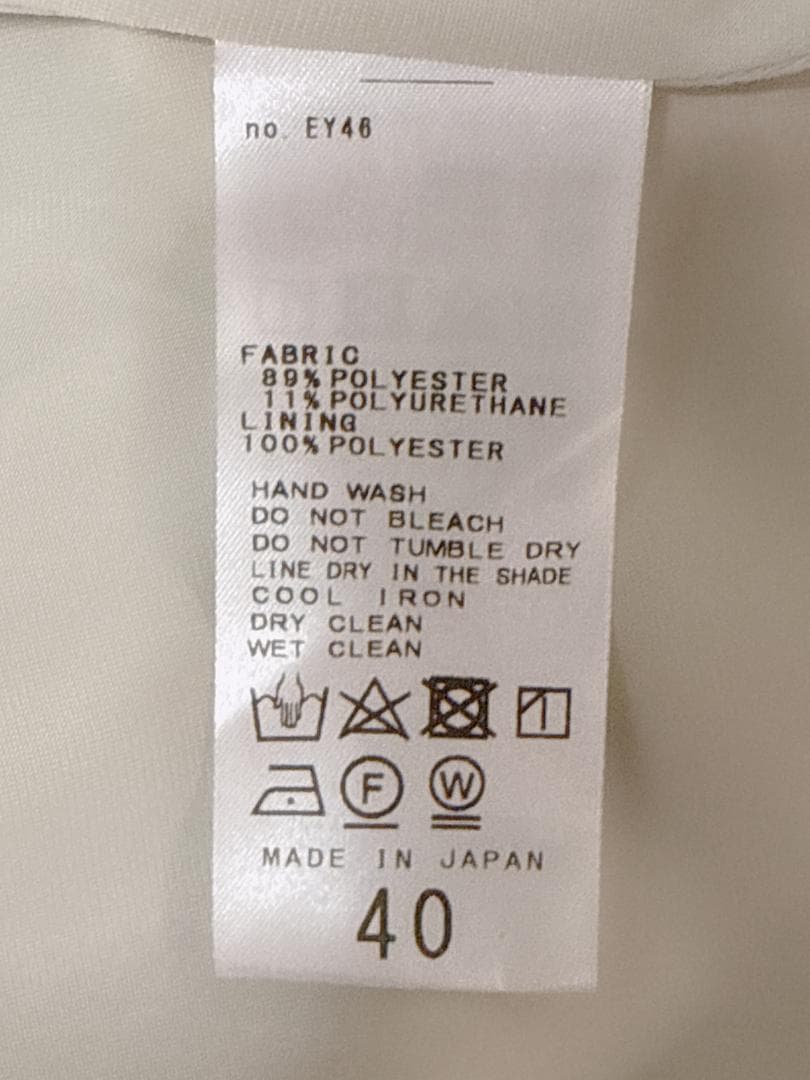 no. EY46
FABRIC
89% POLYESTER
11% POLYURETHANE
LINING
100% POLYESTER
HAND WASH
DO NOT BLEACH
DO NOT TUMBLE DRY
LINE DRY IN THE SHADE
COOL IRON
DRY CLEAN
WET CLEAN
F W
MADE IN JAPAN
40